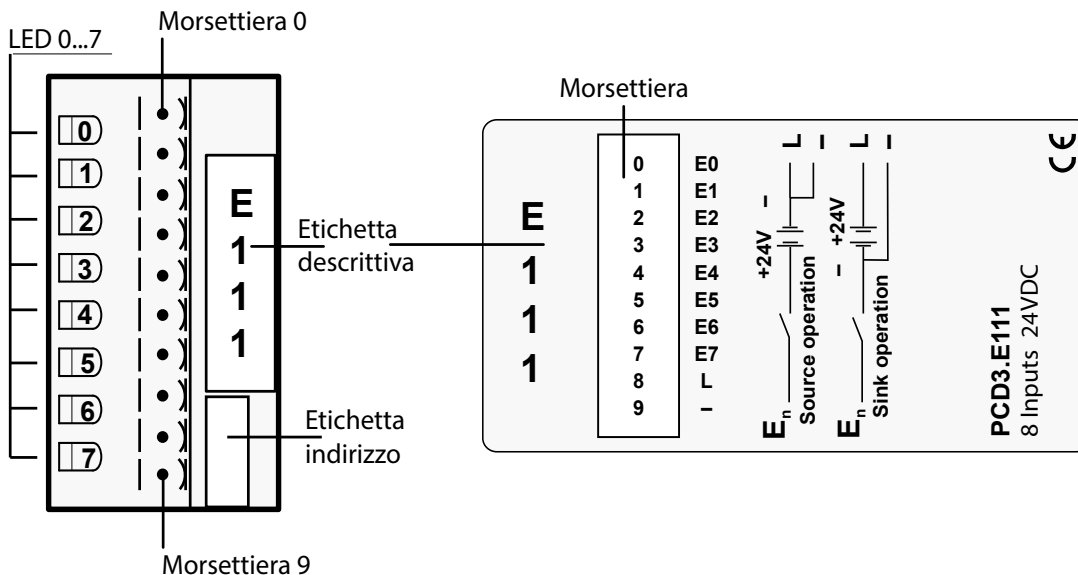 Morsettiera 0
LED 0...7
0
1
2
3
4
5
6
7
E
1
1
1
Etichetta
descrittiva
Etichetta
indirizzo
Morsettiera 9
Morsettiera
E
1
1
1
0 E0
1 E1
2 E2
3 E3
4 E4
5 E5
6 E6
7 E7
8 L
9 –
L
–
+24V –
En
Source operation
L
–
– +24V
En
Sink operation
PCD3.E111
8 Inputs 24VDC
CE